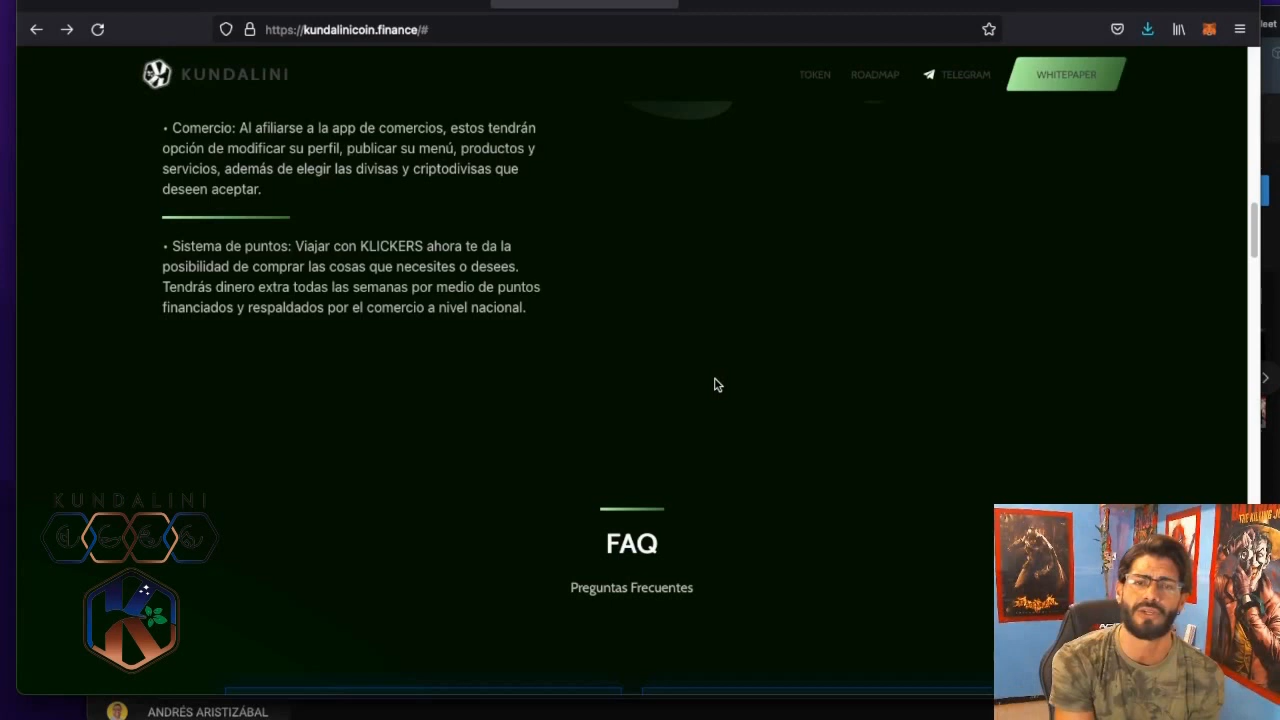 leet
https://kundalinicoin.finance/#
KUNDALINI
TOKEN
ROADMAP
TELEGRAM
WHITEPAPER
• Comercio: Al afiliarse a la app de comercios, estos tendrán
opción de modificar su perfil, publicar su menú, productos y
servicios, además de elegir las divisas y criptodivisas que
deseen aceptar.
• Sistema de puntos: Viajar con KLICKERS ahora te da la
posibilidad de comprar las cosas que necesites o desees.
Tendrás dinero extra todas las semanas por medio de puntos
financiados y respaldados por el comercio a nivel nacional.
KUNDALINI
FAQ
Preguntas Frecuentes
THE KILLING JO
ANDRÉS ARISTIZÁBAL